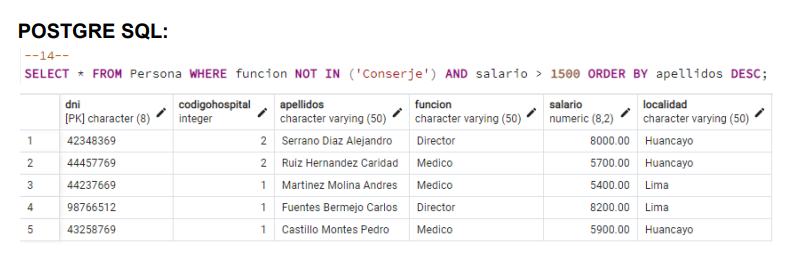 POSTGRE SQL:
--14--
SELECT * FROM Persona WHERE funcion NOT IN ('Conserje') AND salario > 1500 ORDER BY apellidos DESC;
dni codigohospital apellidos funcion salario localidad
[PK] character (8) integer character varying (50) character varying (50) numeric (8,2) character varying (50)
1 42348369 2 Serrano Diaz Alejandro Director 8000.00 Huancayo
2 44457769 2 Ruiz Hernandez Caridad Medico 5700.00 Huancayo
3 44237669 1 Martinez Molina Andres Medico 5400.00 Lima
4 98766512 1 Fuentes Bermejo Carlos Director 8200.00 Lima
5 43258769 1 Castillo Montes Pedro Medico 5900.00 Huancayo